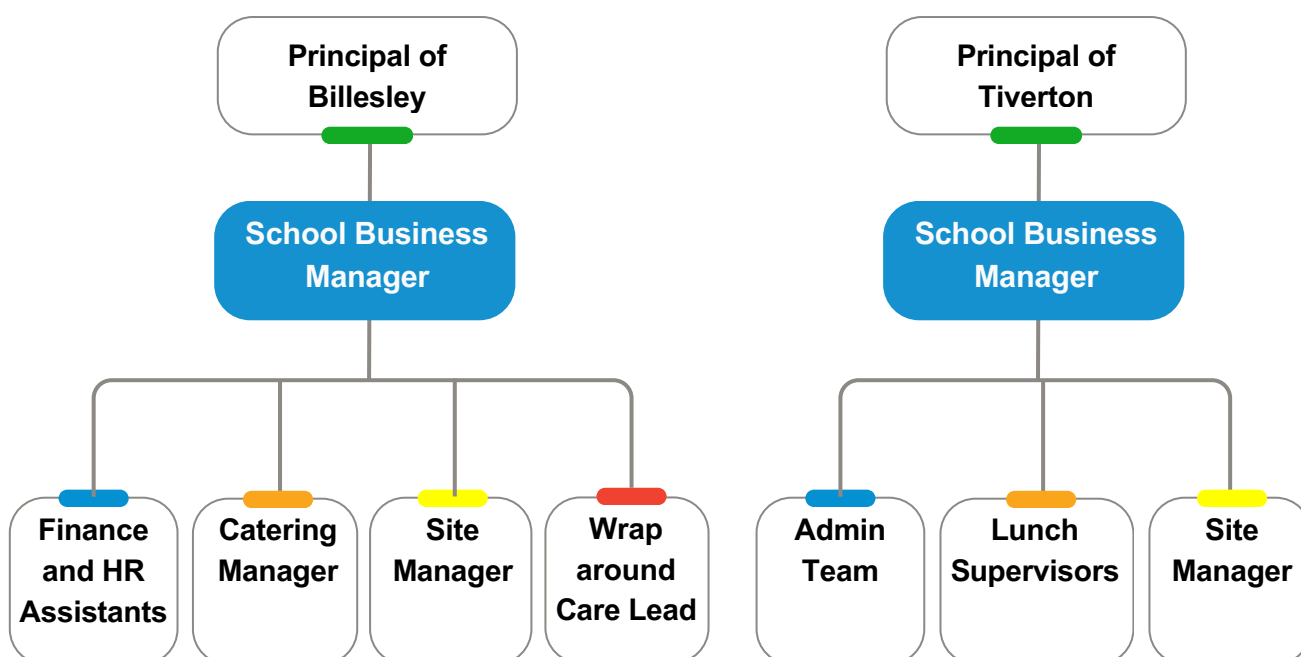 Principal of
Billesley
Principal of
Tiverton
School Business
Manager
School Business
Manager
Finance
and HR
Assistants
Catering
Manager
Site
Manager
Wrap
around
Care Lead
Admin
Team
Lunch
Supervisors
Site
Manager